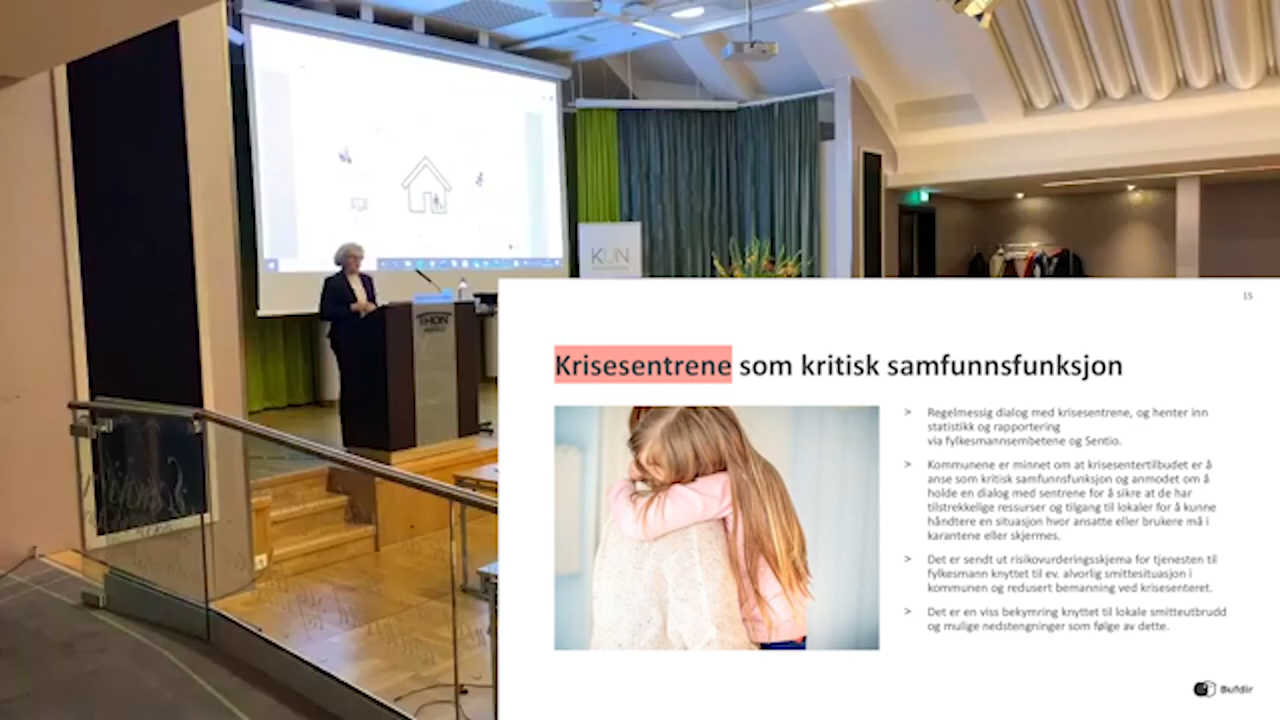 KUN
THON
HOTELS
15
Krisesentrene som kritisk samfunnsfunksjon
> Regelmessig dialog med krisesentrene, og henter inn
statistikk og rapportering
via fylkesmannsembetene og Sentio.
> Kommunene er minnet om at krisesentertilbudet er å
anse som kritisk samfunnsfunksjon og anmodet om å
holde en dialog med sentrene for å sikre at de har
tilstrekkelige ressurser og tilgang til lokaler for å kunne
håndtere en situasjon hvor ansatte eller brukere må i
karantene eller skjermes.
> Det er sendt ut risikovurderingsskjema for tjenesten til
fylkesmann knyttet til ev. alvorlig smittesituasjon i
kommunen og redusert bemanning ved krisesenteret.
> Det er en viss bekymring knyttet til lokale smitteutbrudd
og mulige nedstengninger som følge av dette.
Bufdir